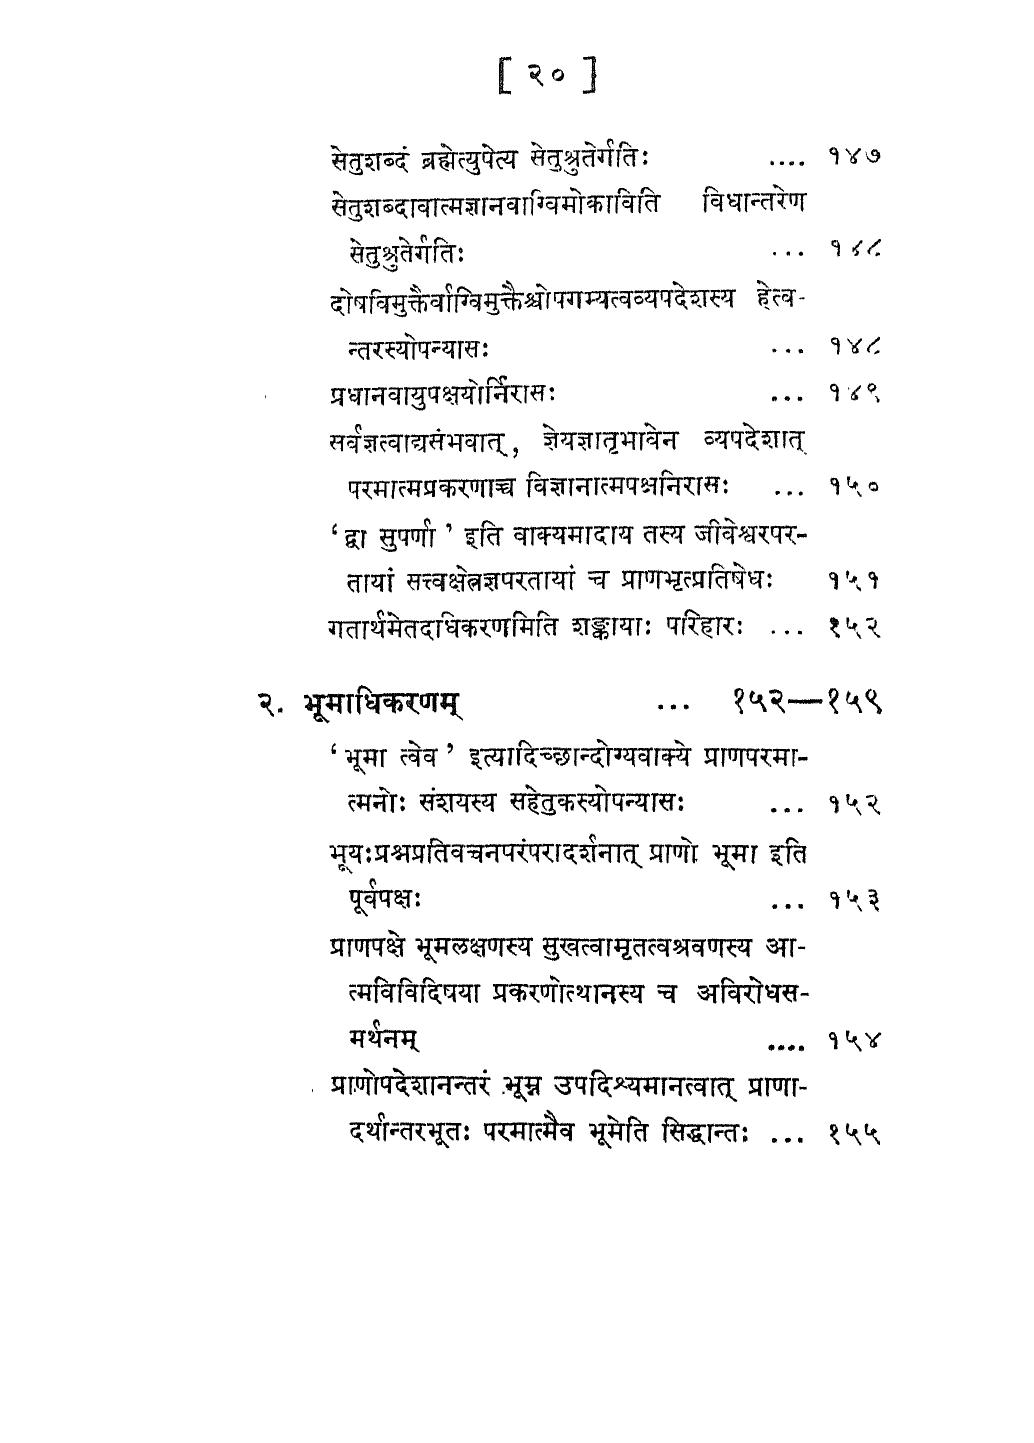 [ २० ]
सेतुशब्दं ब्रह्मेत्युपेत्य सेतुश्रुतेर्गतिः .... १४७
सेतुशब्दावात्मज्ञानवाग्विमोकाविति विधान्तरेण
सेतुश्रुतेर्गतिः ... १४८
दोषविमुक्तैर्वाग्विमुक्तैश्चोपगम्यत्वव्यपदेशस्य हेत्व-
न्तरस्योपन्यासः ... १४८
प्रधानवायुपक्षयोर्निरासः ... १४९
सर्वज्ञत्वाद्यसंभवात्, ज्ञेयज्ञातृभावेन व्यपदेशात्
परमात्मप्रकरणाच्च विज्ञानात्मपक्षनिरासः ... १५०
‘द्वा सुपर्णा’ इति वाक्यमादाय तस्य जीवेश्वरपर-
तायां सत्त्वक्षेत्रज्ञपरतायां च प्राणभृत्प्रतिषेधः १५१
गतार्थमेतदधिकरणमिति शङ्कायाः परिहारः ... १५२
२. भूमाधिकरणम् ... १५२—१५९
‘भूमा त्वेव’ इत्यादिच्छान्दोग्यवाक्ये प्राणपरमा-
त्मनोः संशयस्य सहेतुकस्योपन्यासः ... १५२
भूयःप्रश्नप्रतिवचनपरंपरादर्शनात् प्राणो भूमा इति
पूर्वपक्षः ... १५३
प्राणपक्षे भूमलक्षणस्य सुखत्वामृतत्वश्रवणस्य आ-
त्मविविदिषया प्रकरणोत्थानस्य च अविरोधस-
मर्थनम् .... १५४
प्राणोपदेशानन्तरं भूम्न उपदिश्यमानत्वात् प्राणा-
दर्थान्तरभूतः परमात्मैव भूमेति सिद्धान्तः ... १५५